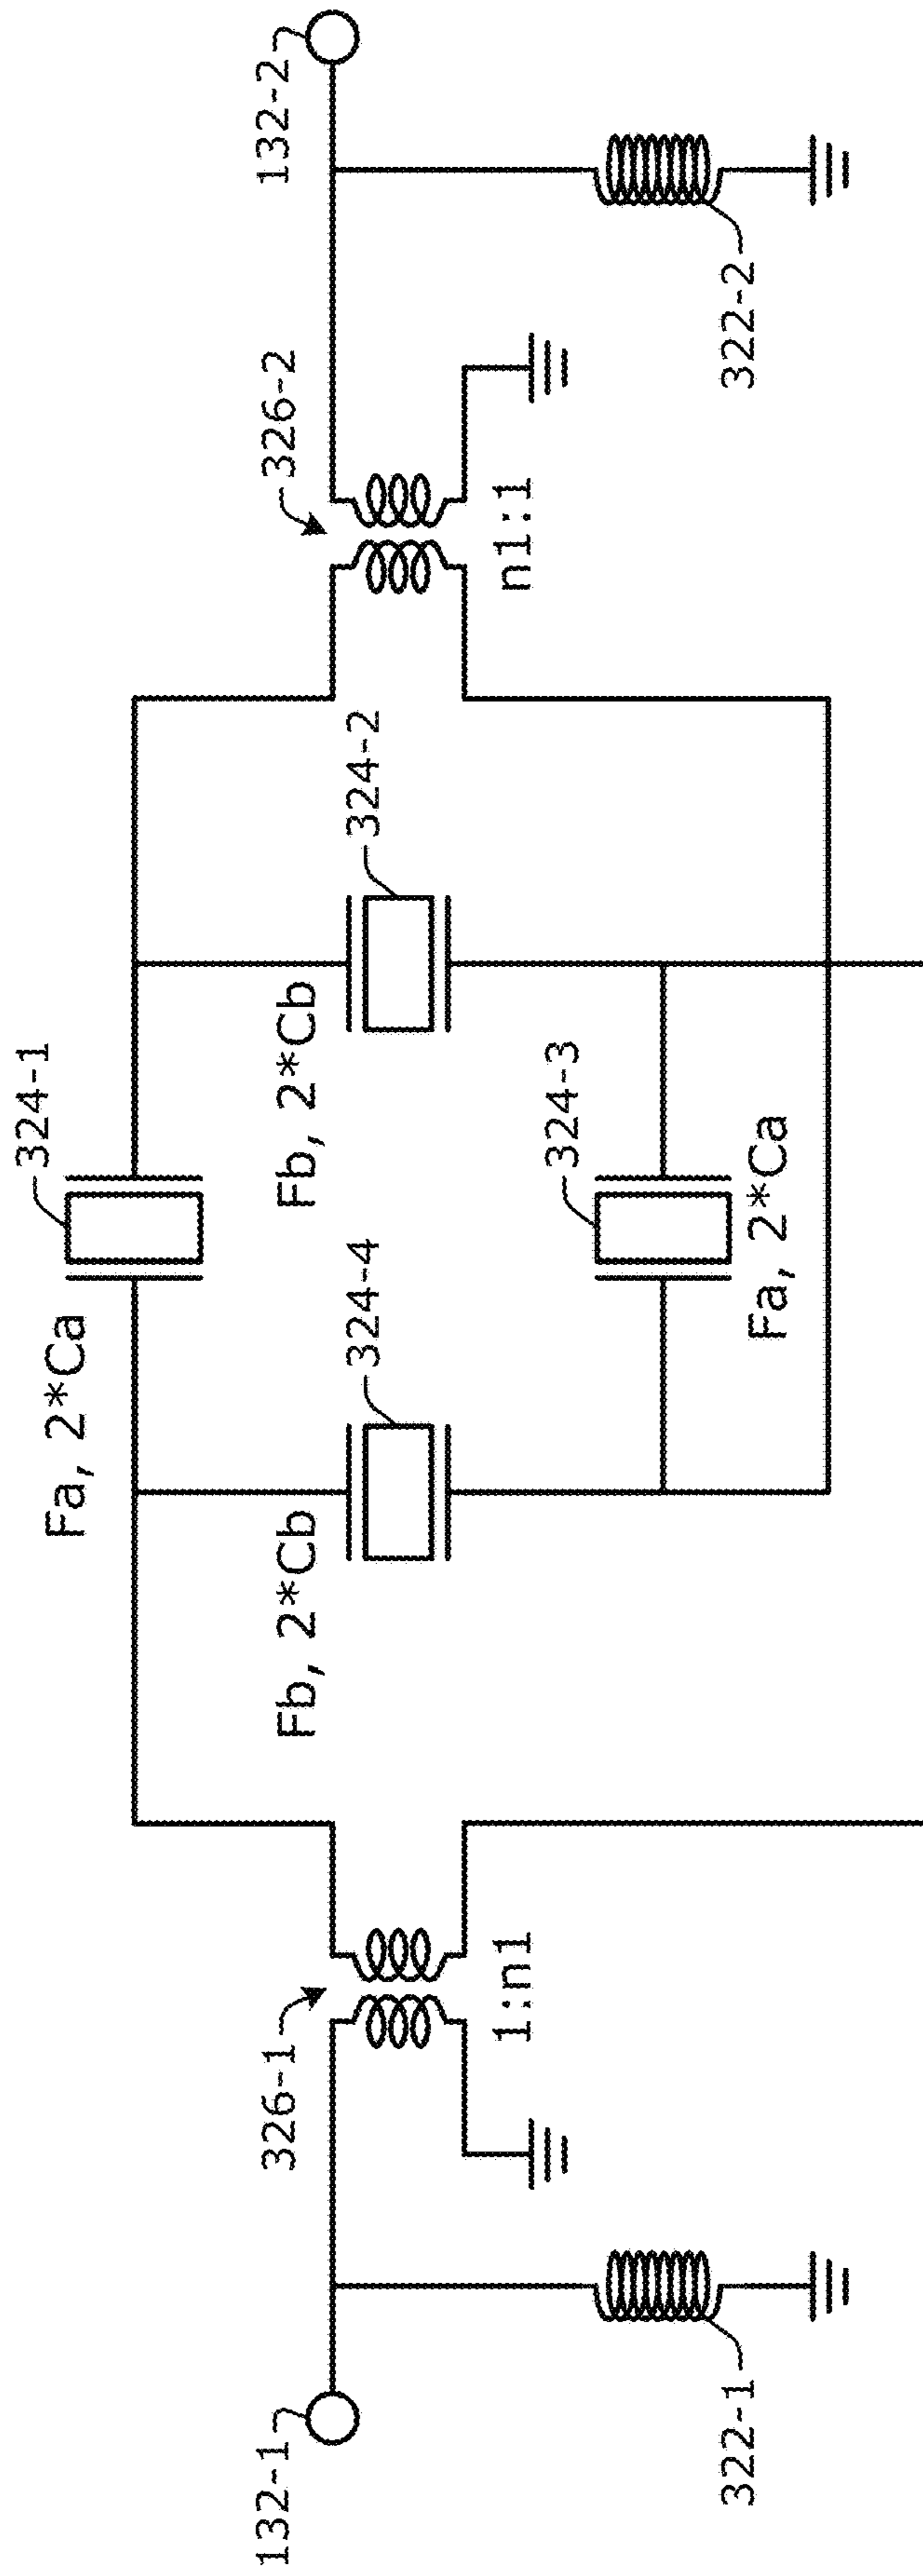 324-1
Fa, 2*Ca
132-1
326-1
1:n1
322-1
Fb, 2*Cb
324-4
Fb, 2*Cb
324-2
324-3
Fa, 2*Ca
326-2
n1:1
132-2
322-2